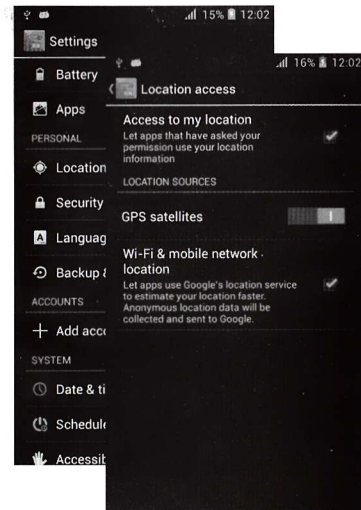 15% 12:02
Settings
Battery
Apps
PERSONAL
Location
Security
A Languag
Backup &
ACCOUNTS
Add acco
SYSTEM
Date & ti
Schedule
Accessib
16% 12:02
Location access
Access to my location
Let apps that have asked your
permission use your location
information
LOCATION SOURCES
GPS satellites
Wi-Fi & mobile network
location
Let apps use Google's location service
to estimate your location faster.
Anonymous location data will be
collected and sent to Google.